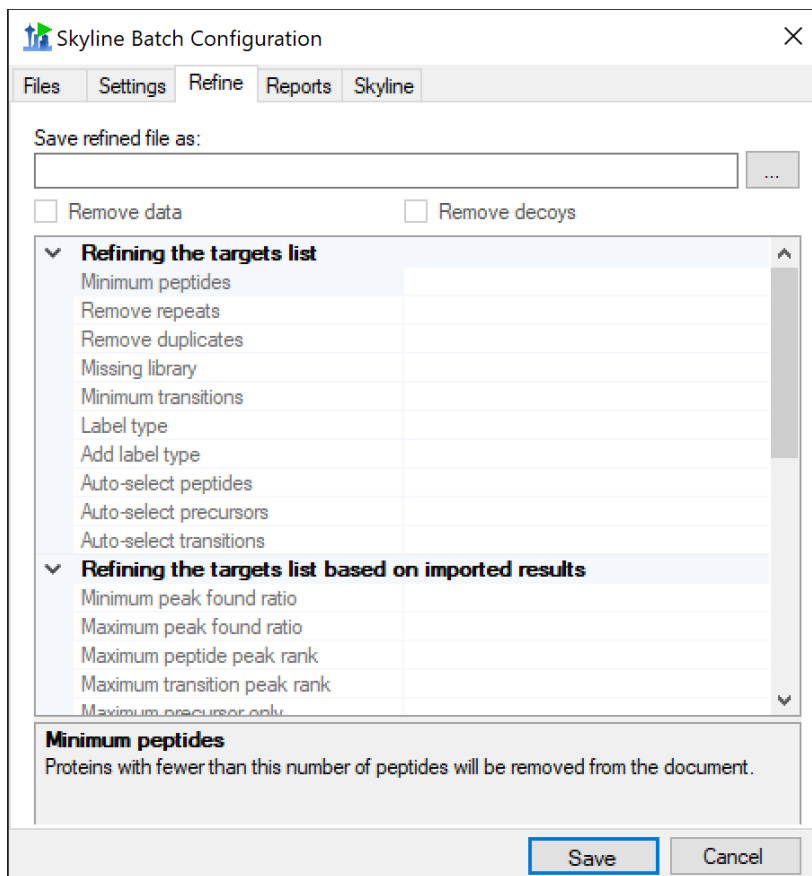 Skyline Batch Configuration
Files Settings Refine Reports Skyline
Save refined file as:
...
Remove data Remove decoys
Refining the targets list
Minimum peptides
Remove repeats
Remove duplicates
Missing library
Minimum transitions
Label type
Add label type
Auto-select peptides
Auto-select precursors
Auto-select transitions
Refining the targets list based on imported results
Minimum peak found ratio
Maximum peak found ratio
Maximum peptide peak rank
Maximum transition peak rank
Maximum precursor only
Minimum peptides
Proteins with fewer than this number of peptides will be removed from the document.
Save Cancel